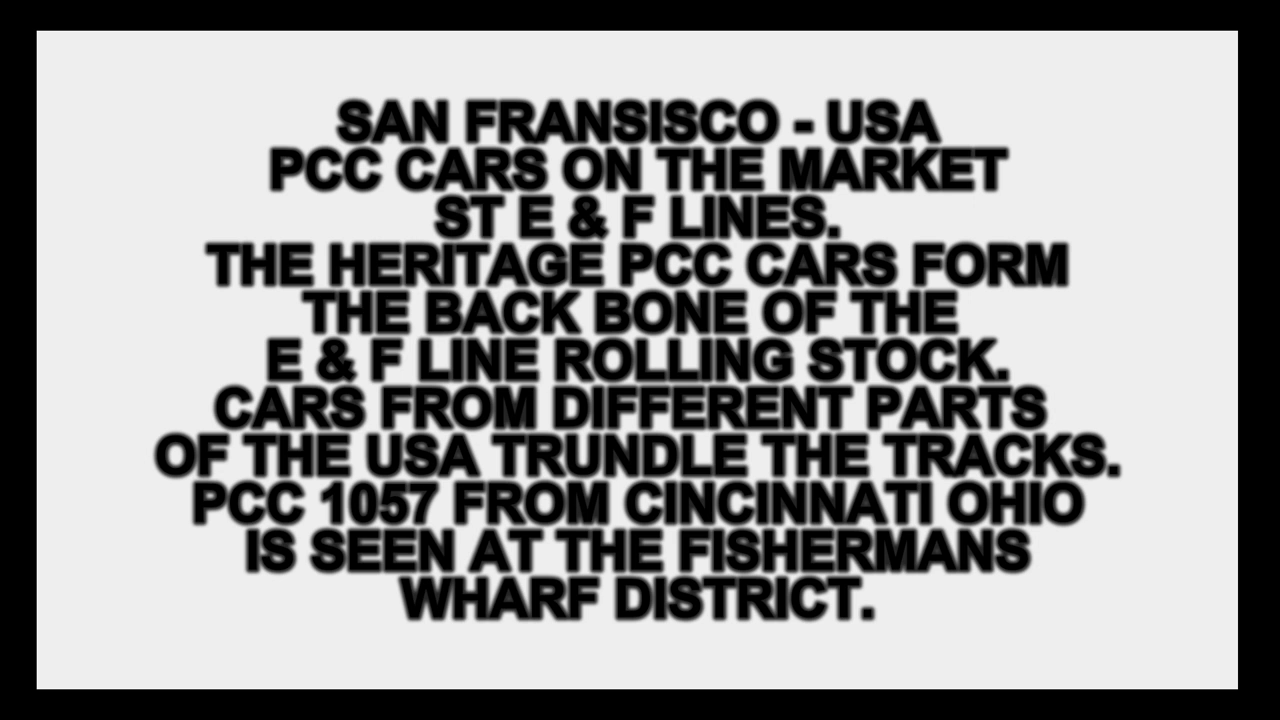 SAN FRANSISCO - USA
PCC CARS ON THE MARKET
ST E & F LINES.
THE HERITAGE PCC CARS FORM
THE BACK BONE OF THE
E & F LINE ROLLING STOCK.
CARS FROM DIFFERENT PARTS
OF THE USA TRUNDLE THE TRACKS.
PCC 1057 FROM CINCINNATI OHIO
IS SEEN AT THE FISHERMANS
WHARF DISTRICT.